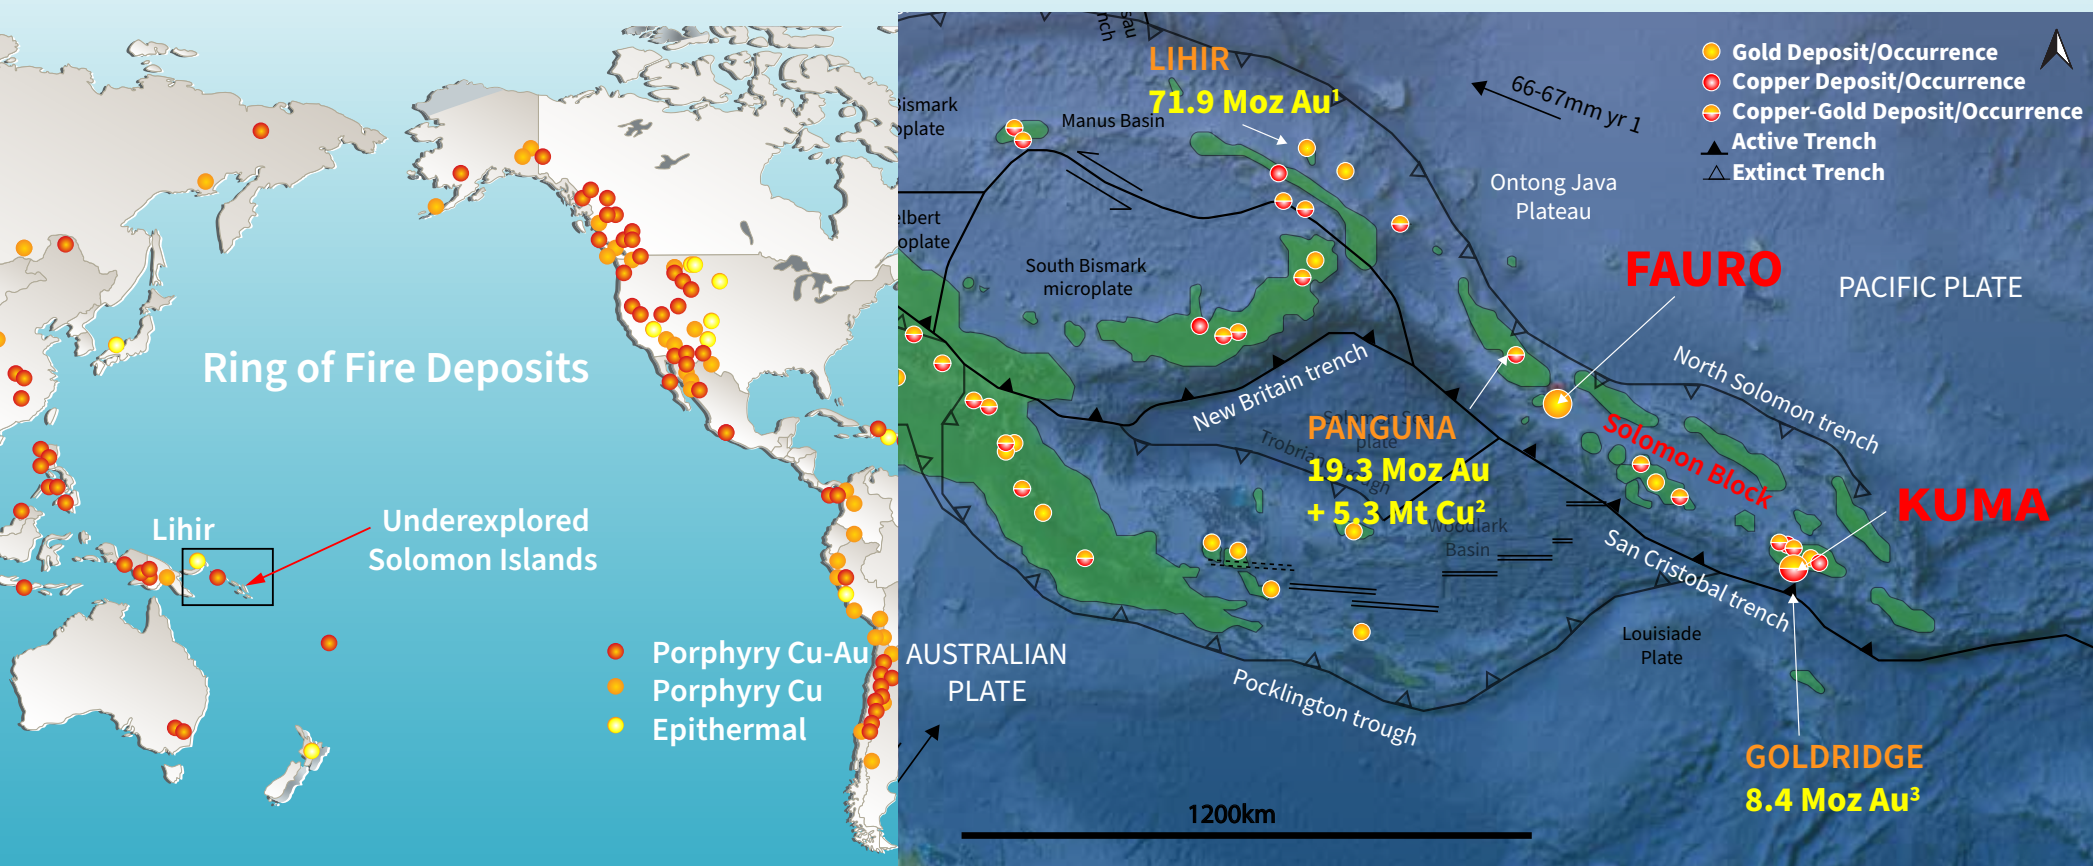 Ring of Fire Deposits
Lihir
Underexplored
Solomon Islands
Porphyry Cu-Au
Porphyry Cu
Epithermal
LIHIR
71.9 Moz Au¹
Gold Deposit/Occurrence
Copper Deposit/Occurrence
Copper-Gold Deposit/Occurrence
Active Trench
Extinct Trench
66-67mm yr 1
Manus Basin
Ontong Java
Plateau
South Bismark
microplate
FAURO
PACIFIC PLATE
North Solomon trench
New Britain trench
PANGUNA
19.3 Moz Au
+ 5.3 Mt Cu²
Solomon Block
KUMA
Woodlark
Basin
San Cristobal trench
Louisiade
Plate
AUSTRALIAN
PLATE
Pocklington trough
GOLDRIDGE
8.4 Moz Au³
1200km